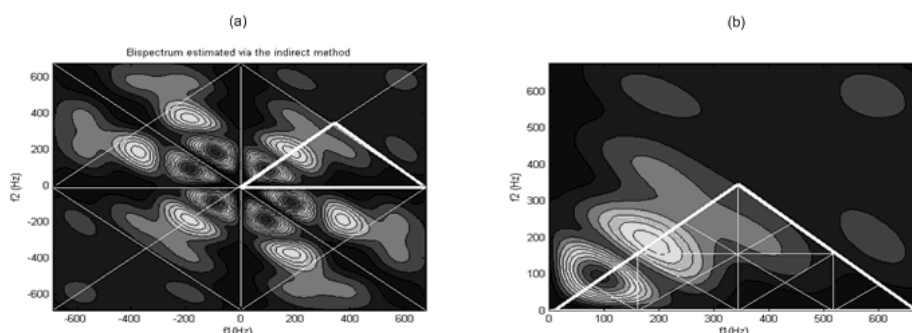 (a)
(b)
Bispectrum estimated via the indirect method
600
400
200
0
-200
-400
-600
f2 (Hz)
-600 -400 -200 0 200 400 600
f1(Hz)
600
500
400
300
200
100
0
f2 (Hz)
0 100 200 300 400 500 600
f1(Hz)